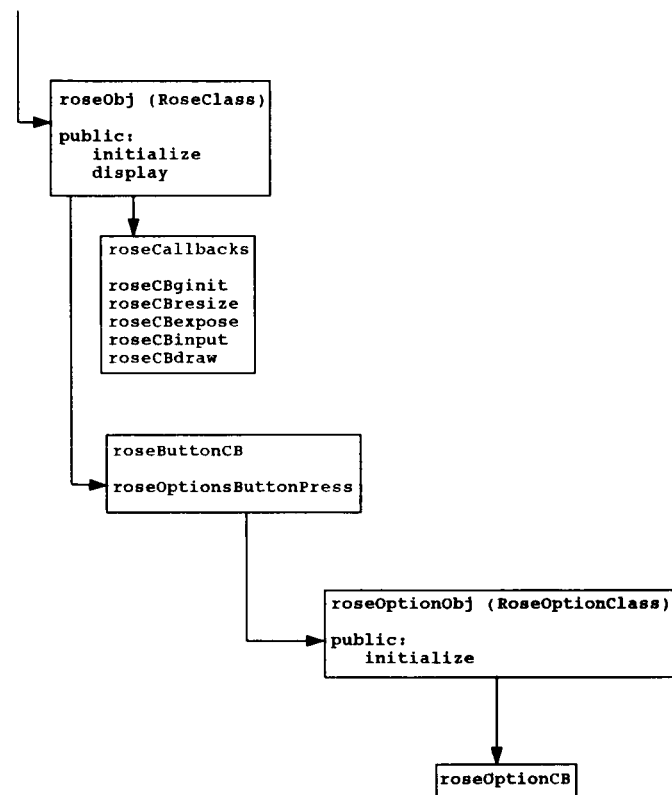 roseObj (RoseClass)
public:
initialize
display
roseCallbacks
roseCBginit
roseCBresize
roseCBexpose
roseCBinput
roseCBdraw
roseButtonCB
roseOptionsButtonPress
roseOptionObj (RoseOptionClass)
public:
initialize
roseOptionCB